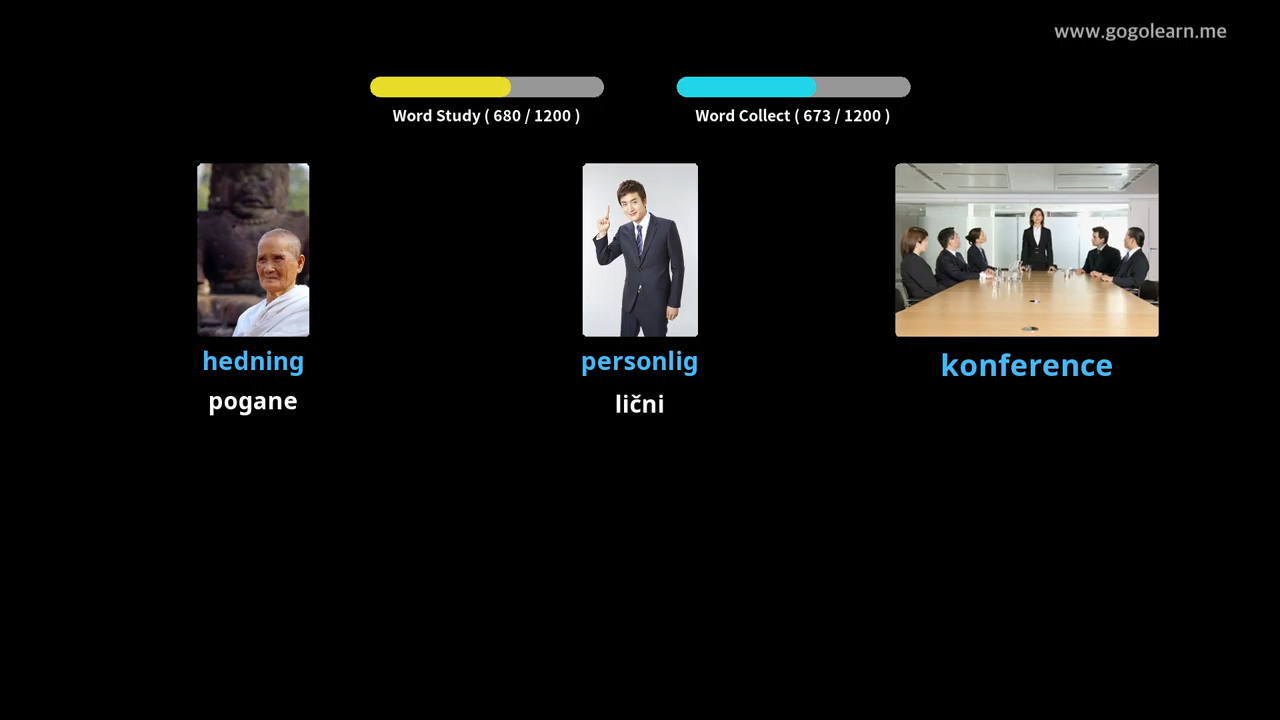 www.gogolearn.me
Word Study ( 680 / 1200 )
Word Collect ( 673 / 1200 )
hedning
personlig
konference
pogane
lični